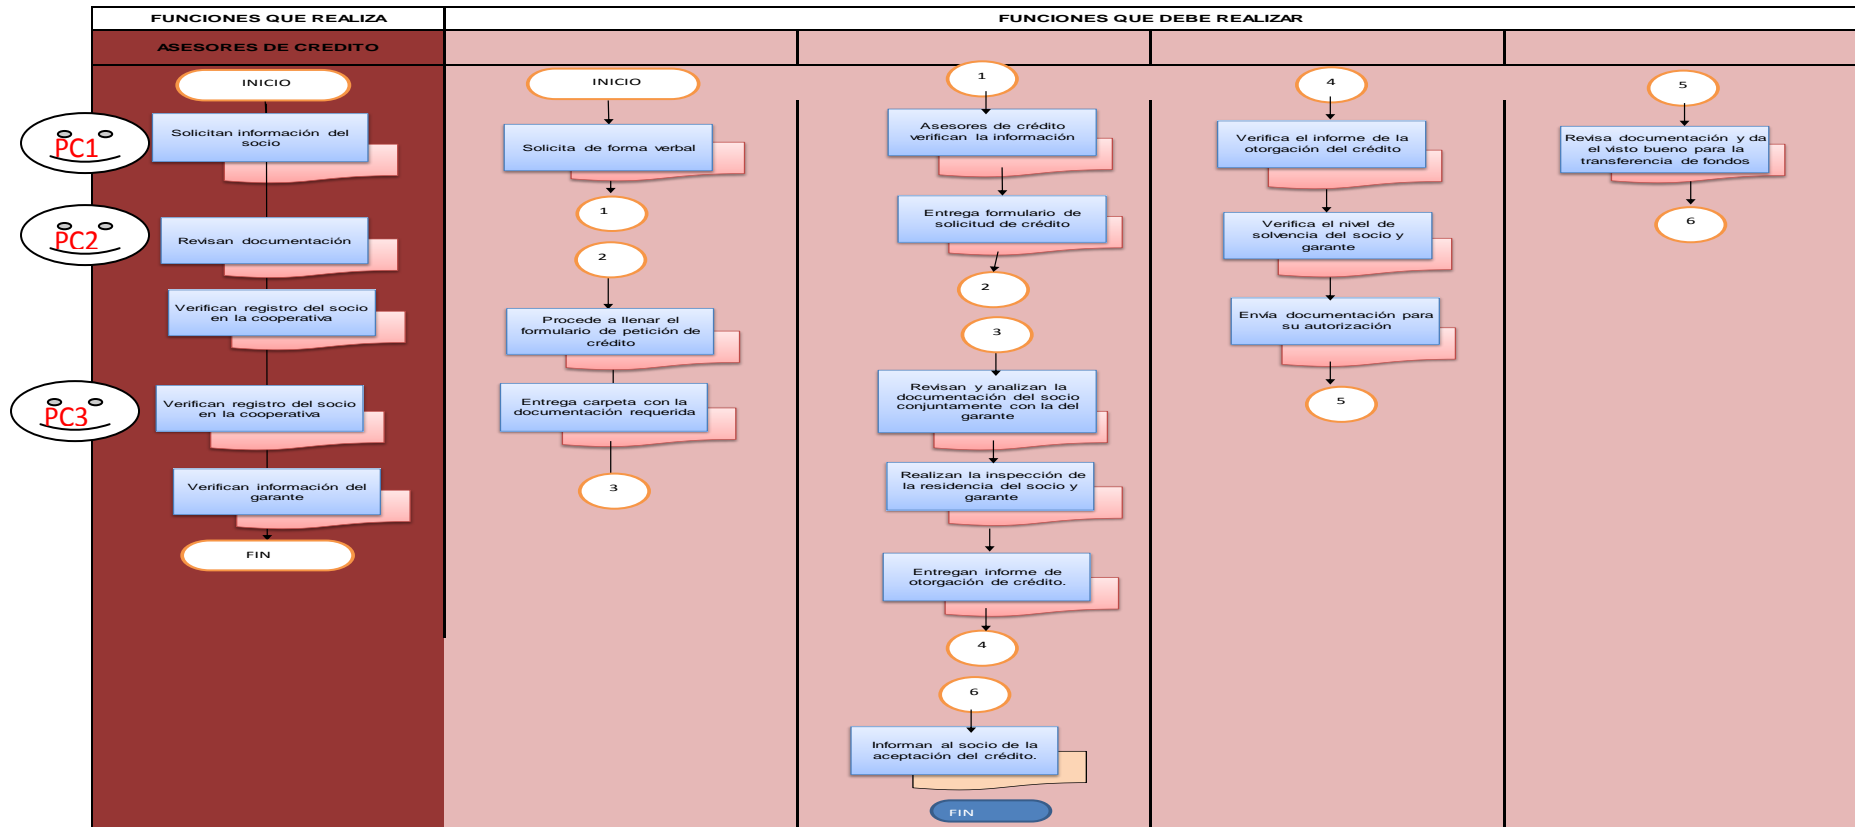 FUNCIONES QUE REALIZA
FUNCIONES QUE DEBE REALIZAR
ASESORES DE CREDITO
INICIO
PC1
Solicitan información del
socio
PC2
Revisan documentación
Verifican registro del socio
en la cooperativa
PC3
Verifican registro del socio
en la cooperativa
Verifican información del
garante
FIN
INICIO
Solicita de forma verbal
1
2
Procede a llenar el
formulario de petición de
crédito
Entrega carpeta con la
documentación requerida
3
1
Asesores de crédito
verifican la información
Entrega formulario de
solicitud de crédito
2
3
Revisan y analizan la
documentación del socio
conjuntamente con la del
garante
Realizan la inspección de
la residencia del socio y
garante
Entregan informe de
otorgación de crédito.
4
6
Informan al socio de la
aceptación del crédito.
FIN
4
Verifica el informe de la
otorgación del crédito
Verifica el nivel de
solvencia del socio y
garante
Envía documentación para
su autorización
5
5
Revisa documentación y da
el visto bueno para la
transferencia de fondos
6